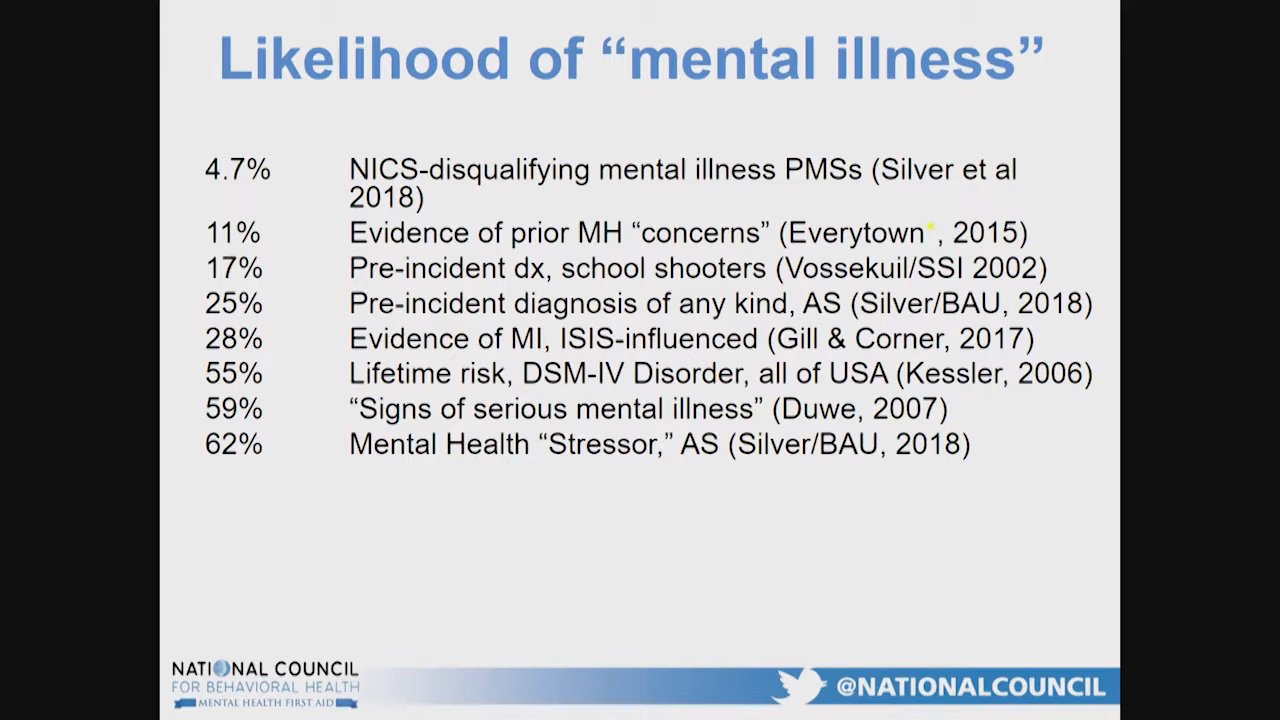 Likelihood of “mental illness”
4.7% NICS-disqualifying mental illness PMSs (Silver et al
2018)
11% Evidence of prior MH “concerns” (Everytown*, 2015)
17% Pre-incident dx, school shooters (Vossekuil/SSI 2002)
25% Pre-incident diagnosis of any kind, AS (Silver/BAU, 2018)
28% Evidence of MI, ISIS-influenced (Gill & Corner, 2017)
55% Lifetime risk, DSM-IV Disorder, all of USA (Kessler, 2006)
59% “Signs of serious mental illness” (Duwe, 2007)
62% Mental Health “Stressor,” AS (Silver/BAU, 2018)
NATIONAL COUNCIL
FOR BEHAVIORAL HEALTH
MENTAL HEALTH FIRST AID
@NATIONALCOUNCIL